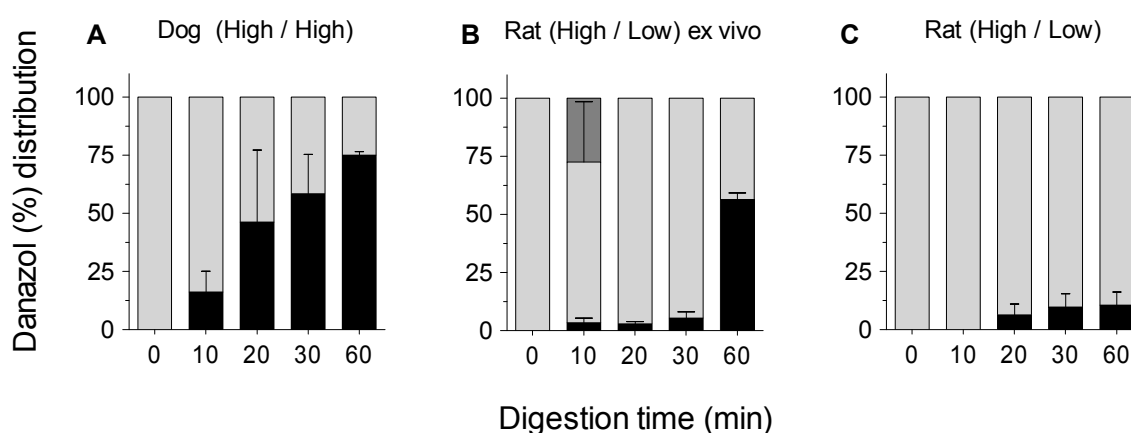 A Dog (High / High)
B Rat (High / Low) ex vivo
C Rat (High / Low)
Danazol (%) distribution
100
75
50
25
0
0 10 20 30 60
100
75
50
25
0
0 10 20 30 60
100
75
50
25
0
0 10 20 30 60
Digestion time (min)